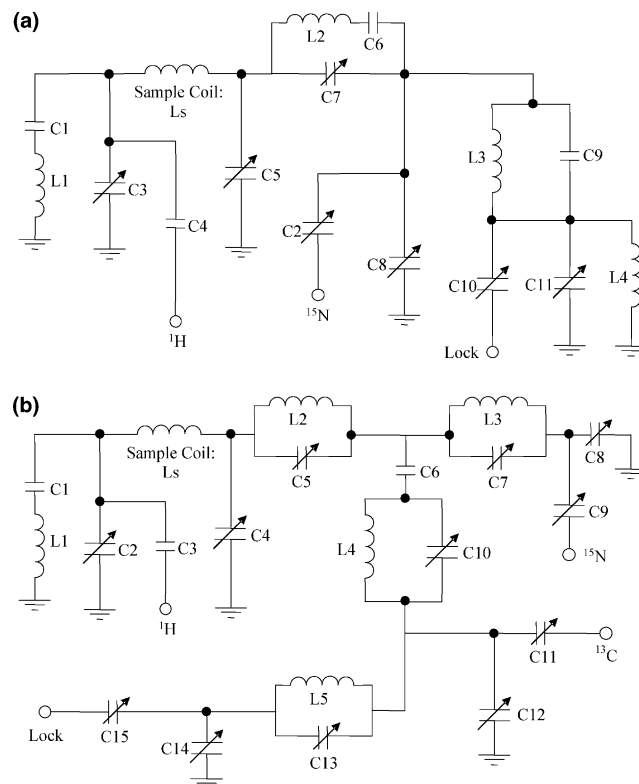 (a)
L2
C6
C7
Sample Coil:
Ls
C1
L1
C3
C4
C5
C2
C8
L3
C9
C10
C11
L4
¹H
¹⁵N
Lock
(b)
L2
L3
C5
C7
C8
Sample Coil:
Ls
C1
L1
C2
C3
C4
C6
C9
L4
C10
¹H
¹⁵N
C11
¹³C
L5
C12
C13
Lock
C15
C14